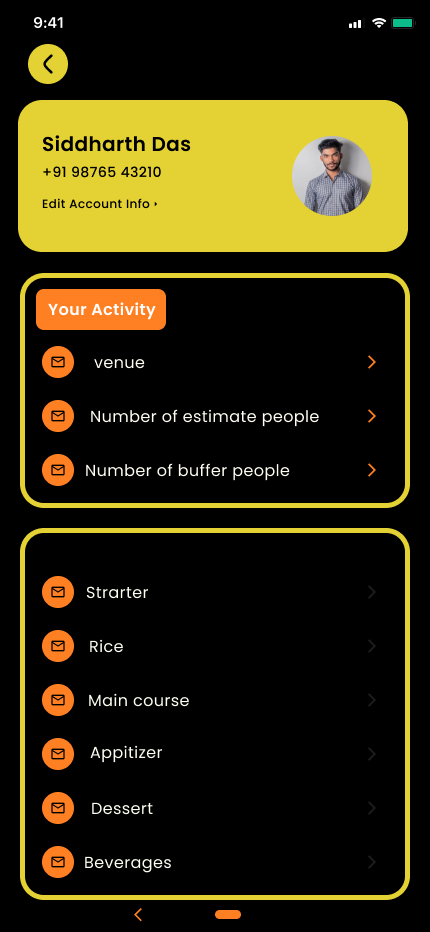 9:41
Siddharth Das
+91 98765 43210
Edit Account Info ›
Your Activity
venue
Number of estimate people
Number of buffer people
Strarter
Rice
Main course
Appitizer
Dessert
Beverages